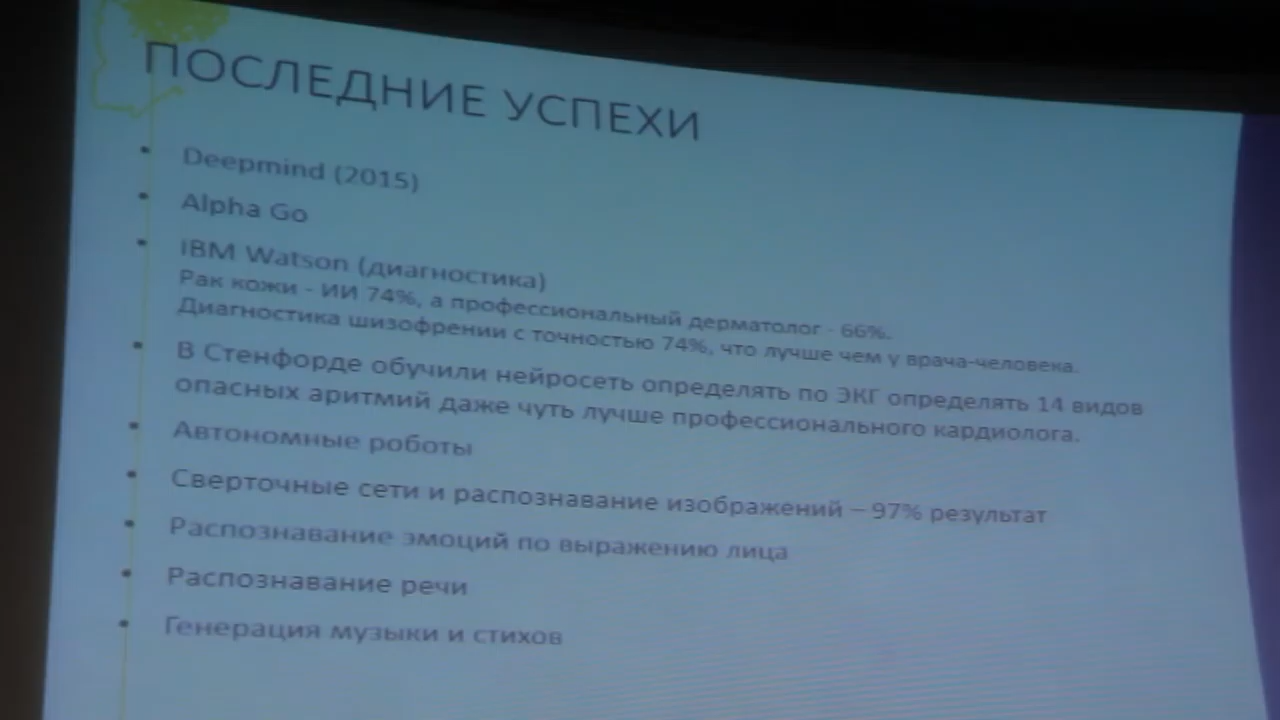 ПОСЛЕДНИЕ УСПЕХИ
• Deepmind (2015)
• Alpha Go
• IBM Watson (диагностика)
Рак кожи - ИИ 74%, а профессиональный дерматолог - 66%.
Диагностика шизофрении с точностью 74%, что лучше чем у врача-человека.
• В Стенфорде обучили нейросеть определять по ЭКГ определять 14 видов
опасных аритмий даже чуть лучше профессионального кардиолога.
• Автономные роботы
• Сверточные сети и распознавание изображений – 97% результат
• Распознавание эмоций по выражению лица
• Распознавание речи
• Генерация музыки и стихов